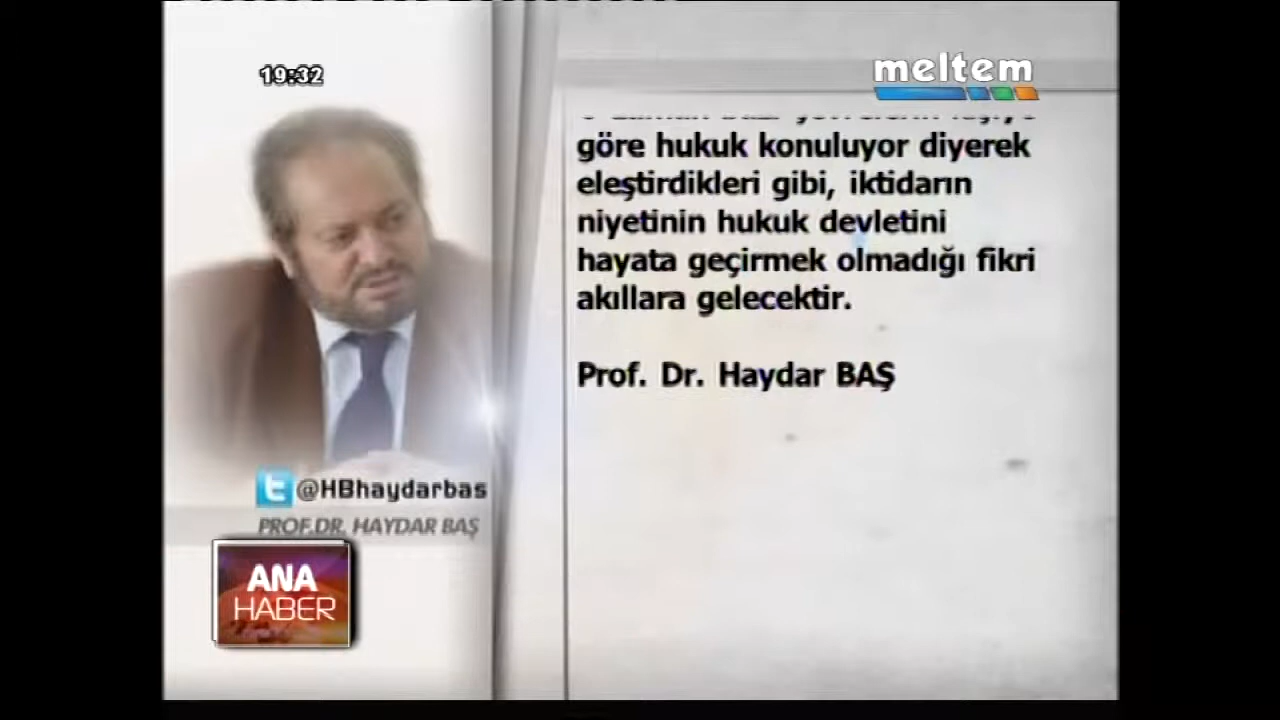 19:32
meltem
göre hukuk konuluyor diyerek
eleştirdikleri gibi, iktidarın
niyetinin hukuk devletini
hayata geçirmek olmadığı fikri
akıllara gelecektir.
Prof. Dr. Haydar BAŞ
@HBhaydarbas
PROF.DR. HAYDAR BAŞ
ANA
HABER